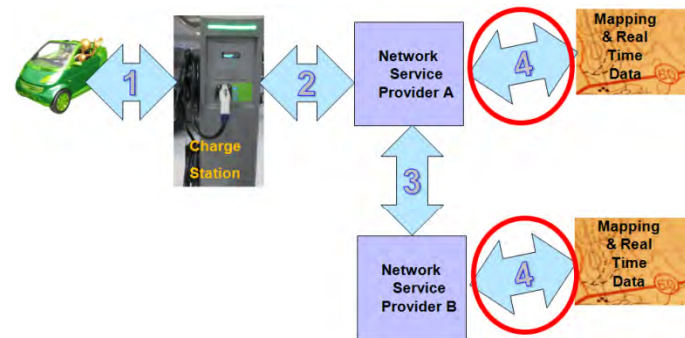 1
Charge
Station
2
Network
Service
Provider A
4
Mapping
& Real
Time
Data
3
Network
Service
Provider B
4
Mapping
& Real
Time
Data